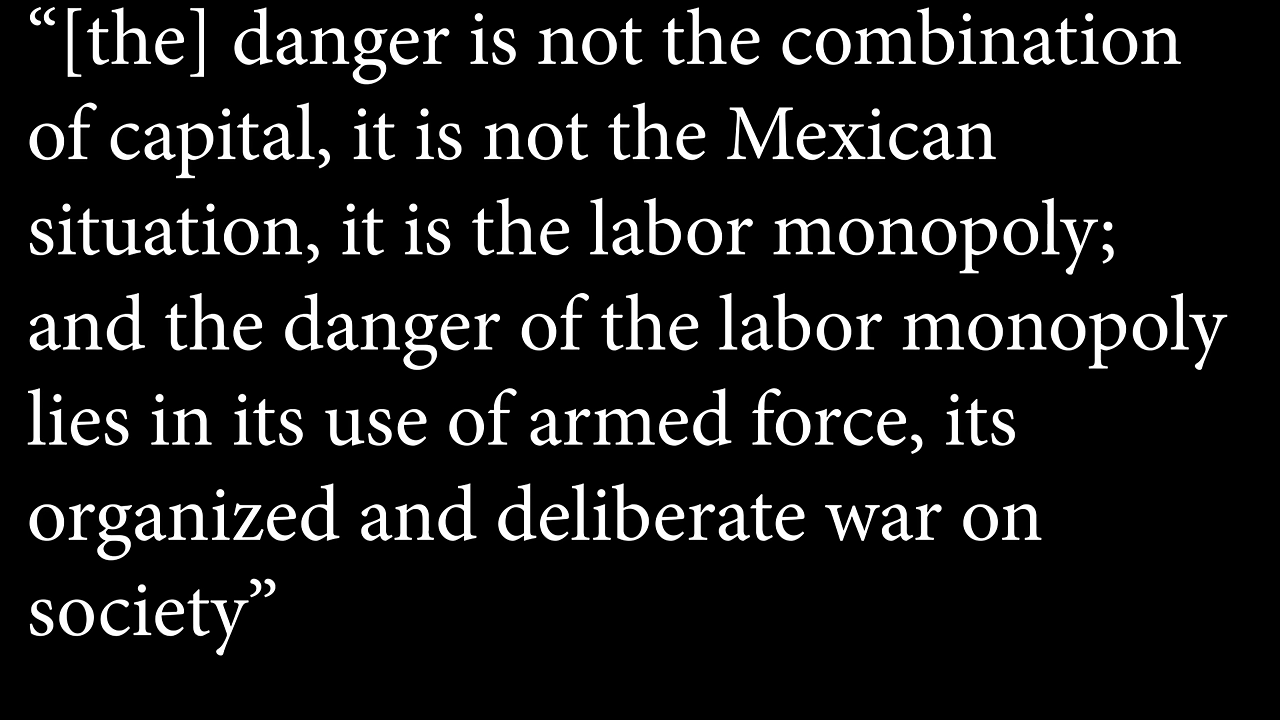 “[the] danger is not the combination
of capital, it is not the Mexican
situation, it is the labor monopoly;
and the danger of the labor monopoly
lies in its use of armed force, its
organized and deliberate war on
society”